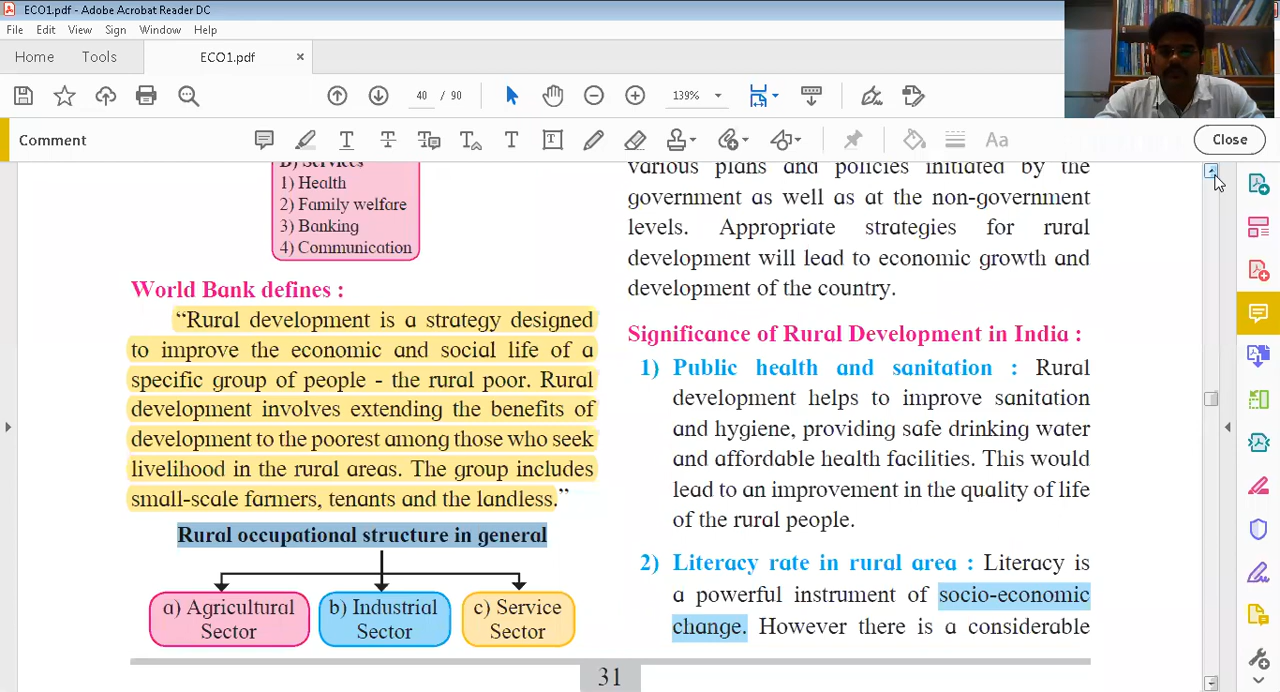 ECO1.pdf - Adobe Acrobat Reader DC
File Edit View Sign Window Help
Home Tools ECO1.pdf ×
40 / 90 139%
Comment
Close
B) Services
1) Health
2) Family welfare
3) Banking
4) Communication
World Bank defines :
“Rural development is a strategy designed
to improve the economic and social life of a
specific group of people - the rural poor. Rural
development involves extending the benefits of
development to the poorest among those who seek
livelihood in the rural areas. The group includes
small-scale farmers, tenants and the landless.”
Rural occupational structure in general
a) Agricultural
Sector
b) Industrial
Sector
c) Service
Sector
various plans and policies initiated by the
government as well as at the non-government
levels. Appropriate strategies for rural
development will lead to economic growth and
development of the country.
Significance of Rural Development in India :
1) Public health and sanitation : Rural
development helps to improve sanitation
and hygiene, providing safe drinking water
and affordable health facilities. This would
lead to an improvement in the quality of life
of the rural people.
2) Literacy rate in rural area : Literacy is
a powerful instrument of socio-economic
change. However there is a considerable
31